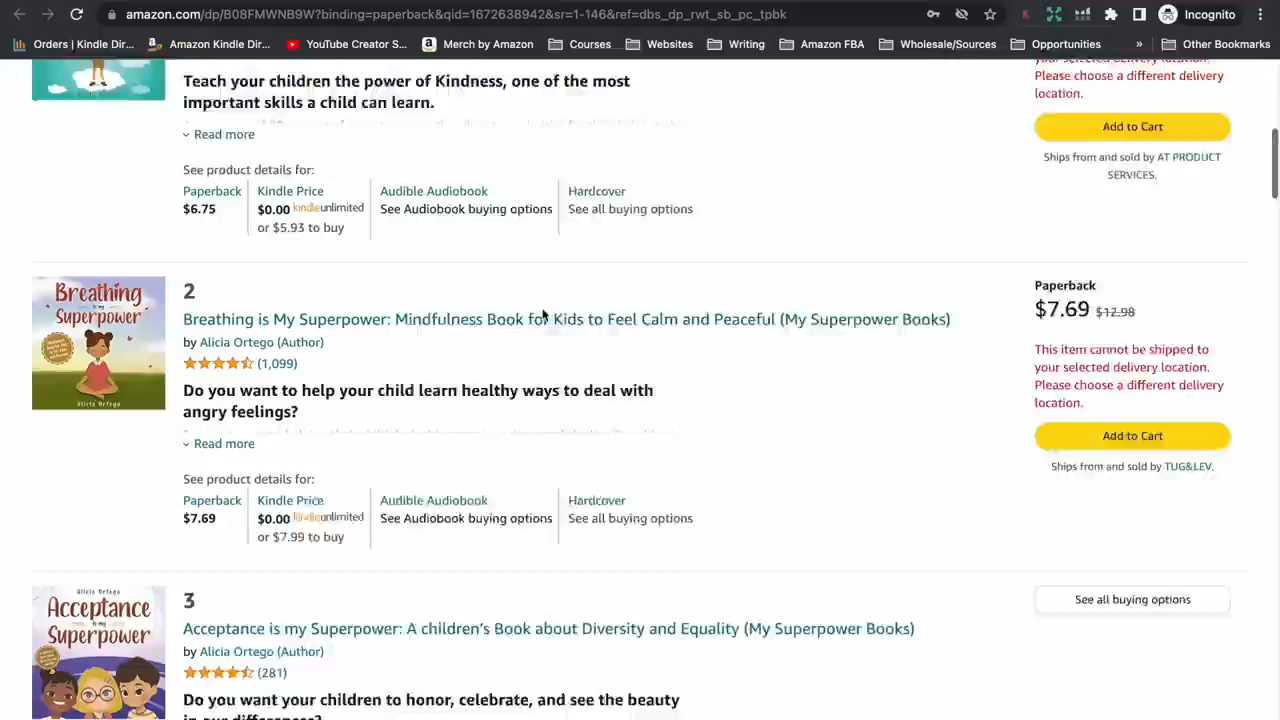 amazon.com/dp/B08FMWNB9W?binding=paperback&qid=1672638942&sr=1-146&ref=dbs_dp_rwt_sb_pc_tpbk
Incognito
Orders | Kindle Dir...
Amazon Kindle Dir...
YouTube Creator S...
Merch by Amazon
Courses
Websites
Writing
Amazon FBA
Wholesale/Sources
Opportunities
»
Other Bookmarks
Teach your children the power of Kindness, one of the most
important skills a child can learn.
Read more
your selected delivery location.
Please choose a different delivery
location.
Add to Cart
Ships from and sold by AT PRODUCT
SERVICES.
See product details for:
Paperback
$6.75
Kindle Price
$0.00 kindleunlimited
or $5.93 to buy
Audible Audiobook
See Audiobook buying options
Hardcover
See all buying options
Breathing
is my
Superpower
Alicia Ortego
2
Breathing is My Superpower: Mindfulness Book for Kids to Feel Calm and Peaceful (My Superpower Books)
by Alicia Ortego (Author)
(1,099)
Do you want to help your child learn healthy ways to deal with
angry feelings?
Read more
Paperback
$7.69 $12.98
This item cannot be shipped to
your selected delivery location.
Please choose a different delivery
location.
Add to Cart
Ships from and sold by TUG&LEV.
See product details for:
Paperback
$7.69
Kindle Price
$0.00 kindleunlimited
or $7.99 to buy
Audible Audiobook
See Audiobook buying options
Hardcover
See all buying options
Alicia Ortego
Acceptance
is my
Superpower
3
Acceptance is my Superpower: A children's Book about Diversity and Equality (My Superpower Books)
by Alicia Ortego (Author)
(281)
Do you want your children to honor, celebrate, and see the beauty
in our differences?
See all buying options